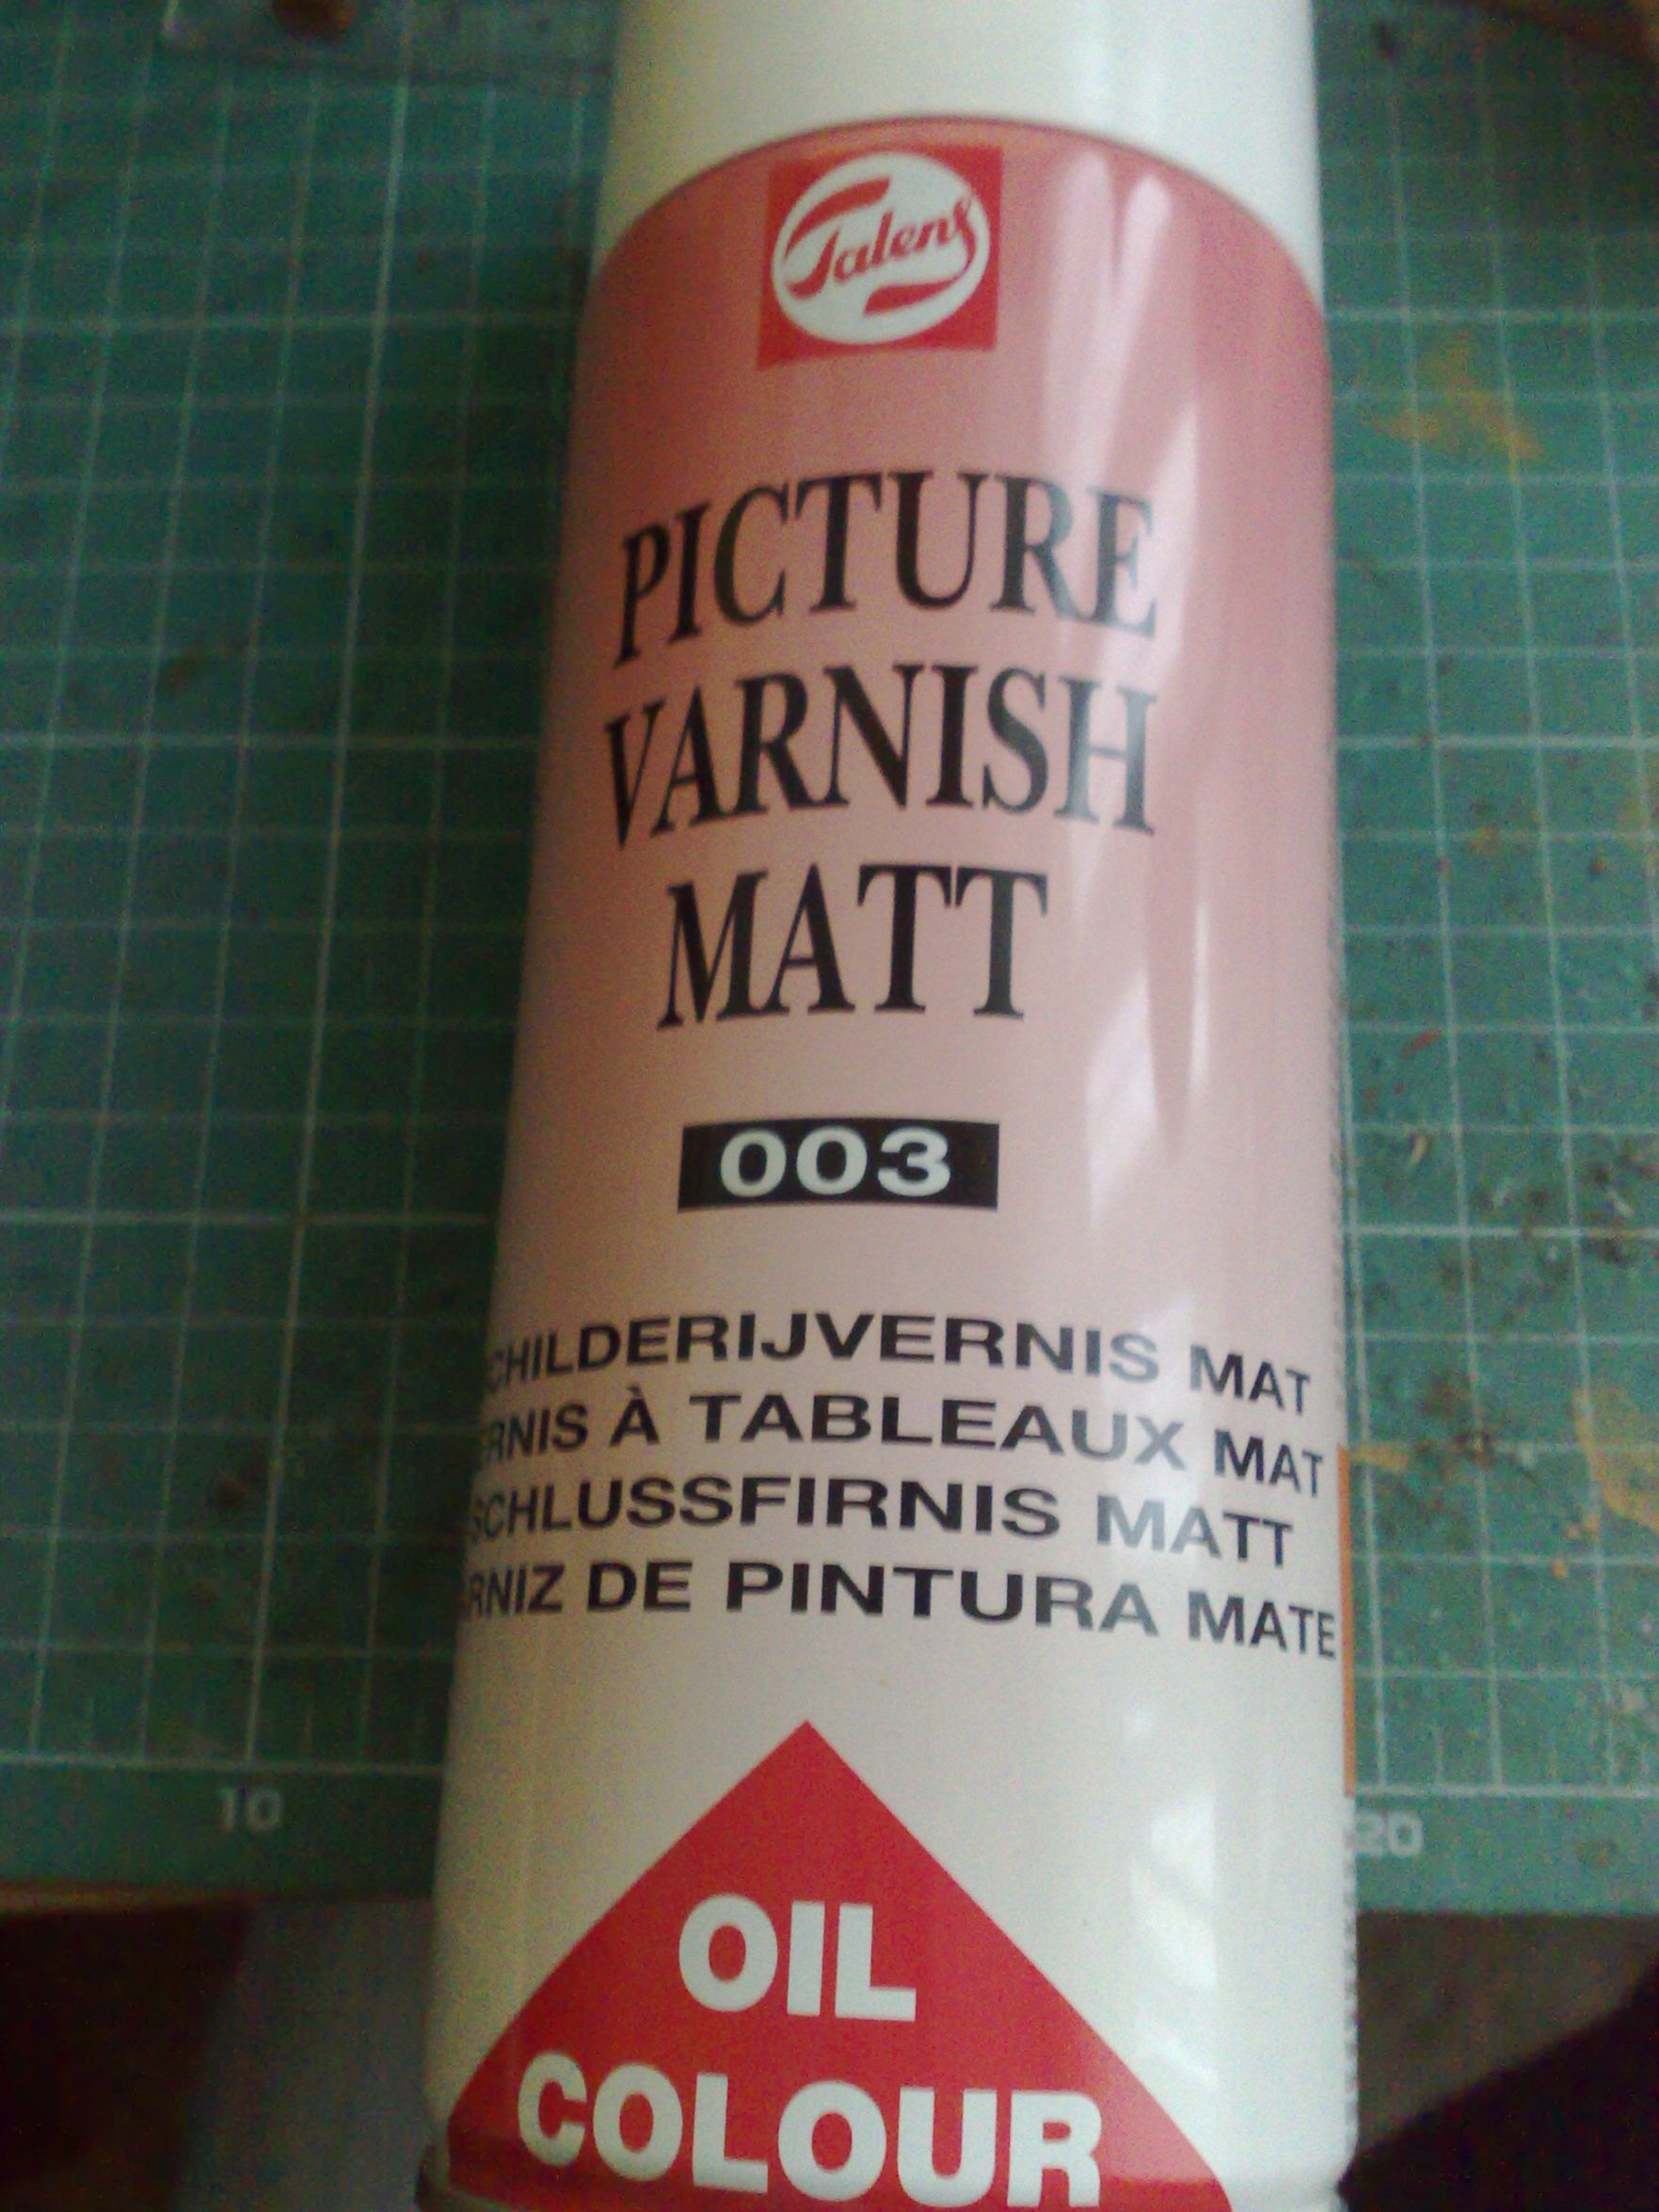 Talens
PICTURE
VARNISH
MATT
003
CHILDERIJVERNIS MAT
ERNIS À TABLEAUX MAT
SCHLUSSFIRNIS MATT
RNIZ DE PINTURA MATE
10
20
OIL
COLOUR